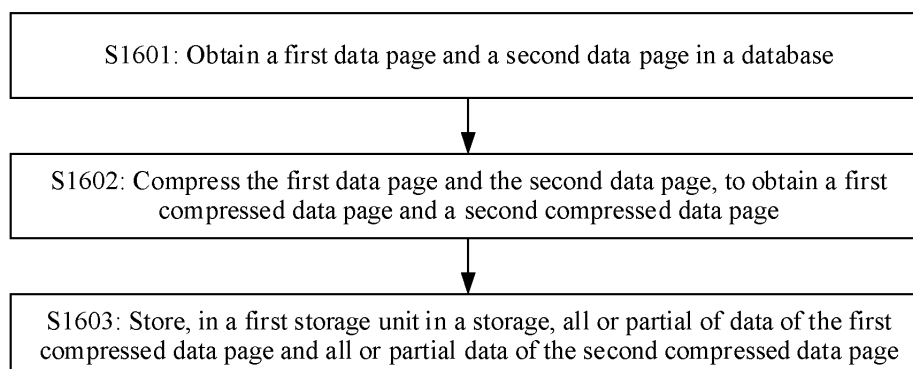 S1601: Obtain a first data page and a second data page in a database
S1602: Compress the first data page and the second data page, to obtain a first
compressed data page and a second compressed data page
S1603: Store, in a first storage unit in a storage, all or partial of data of the first
compressed data page and all or partial data of the second compressed data page